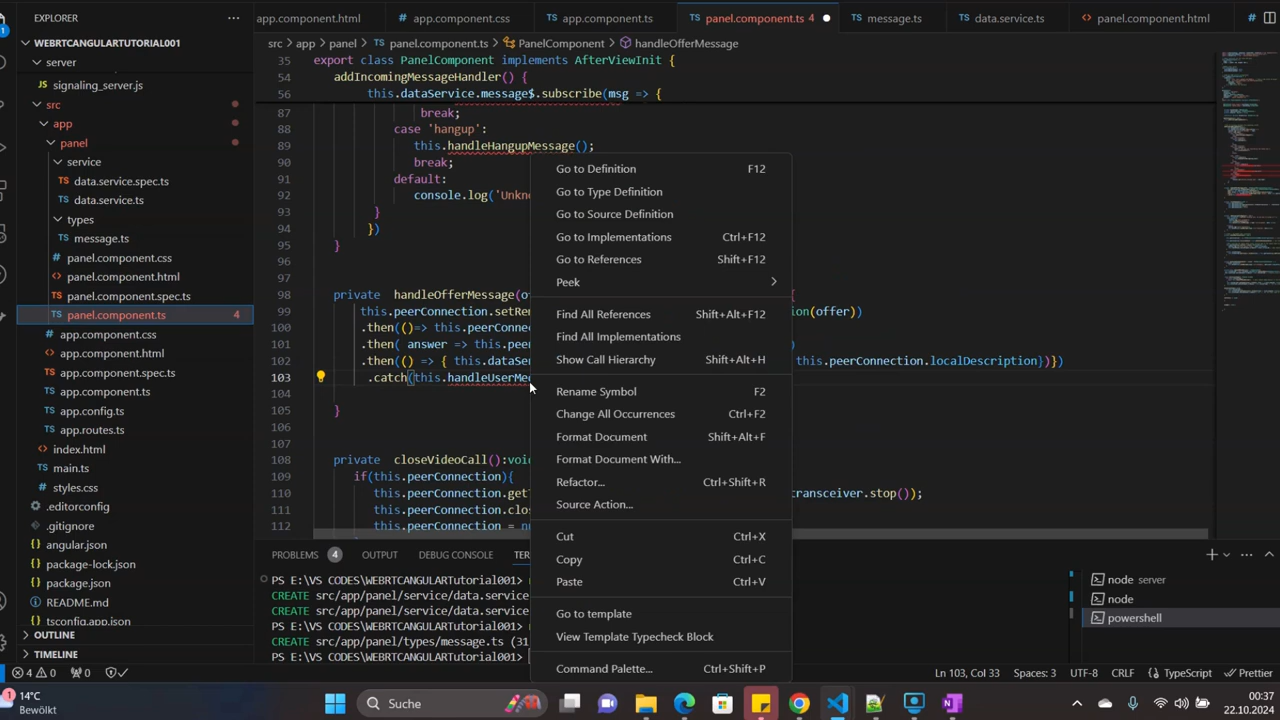 EXPLORER
WEBRTCANGULARTUTORIAL001
server
signaling_server.js
src
app
panel
service
data.service.spec.ts
data.service.ts
types
message.ts
panel.component.css
panel.component.html
panel.component.spec.ts
panel.component.ts 4
app.component.css
app.component.html
app.component.spec.ts
app.component.ts
app.config.ts
app.routes.ts
index.html
main.ts
styles.css
.editorconfig
.gitignore
angular.json
package-lock.json
package.json
README.md
tsconfig.app.json
OUTLINE
TIMELINE
app.component.html
app.component.css
app.component.ts
panel.component.ts 4
message.ts
data.service.ts
panel.component.html
src > app > panel > panel.component.ts > PanelComponent > handleOfferMessage
35 export class PanelComponent implements AfterViewInit {
54 addIncomingMessageHandler() {
56 this.dataService.message$.subscribe(msg => {
87 break;
88 case 'hangup':
89 this.handleHangupMessage();
90 break;
91 default:
92 console.log('Unkn
93 }
94 })
95 }
96
97
98 private handleOfferMessage( {
99 this.peerConnection.setRe ion(offer))
100 .then(()=> this.peerConne
101 .then( answer => this.pee )
102 .then(() => { this.dataSer this.peerConnection.localDescription})})
103 .catch(this.handleUserMe
104
105 }
106
107
108 private closeVideoCall():void
109 if(this.peerConnection){
110 this.peerConnection.get transceiver.stop());
111 this.peerConnection.clos
112 this.peerConnection = nu
Go to Definition F12
Go to Type Definition
Go to Source Definition
Go to Implementations Ctrl+F12
Go to References Shift+F12
Peek
Find All References Shift+Alt+F12
Find All Implementations
Show Call Hierarchy Shift+Alt+H
Rename Symbol F2
Change All Occurrences Ctrl+F2
Format Document Shift+Alt+F
Format Document With...
Refactor... Ctrl+Shift+R
Source Action...
Cut Ctrl+X
Copy Ctrl+C
Paste Ctrl+V
Go to template
View Template Typecheck Block
Command Palette... Ctrl+Shift+P
PROBLEMS 4 OUTPUT DEBUG CONSOLE TER
PS E:\VS CODES\WEBRTCANGULARTutorial001>
CREATE src/app/panel/service/data.service
CREATE src/app/panel/service/data.service
PS E:\VS CODES\WEBRTCANGULARTutorial001>
CREATE src/app/panel/types/message.ts (31
PS E:\VS CODES\WEBRTCANGULARTutorial001>
node server
node
powershell
4 0 0 Ln 103, Col 33 Spaces: 3 UTF-8 CRLF TypeScript Prettier
14°C
Bewölkt
Suche
00:37
22.10.2024